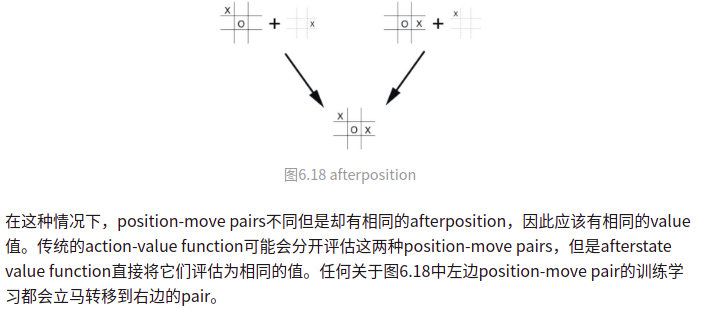 X
O
+
x
O X
+
x
X
O X
图6.18 afterposition
在这种情况下，position-move pairs不同但是却有相同的afterposition，因此应该有相同的value
值。传统的action-value function可能会分开评估这两种position-move pairs，但是afterstate
value function直接将它们评估为相同的值。任何关于图6.18中左边position-move pair的训练学
习都会立马转移到右边的pair。